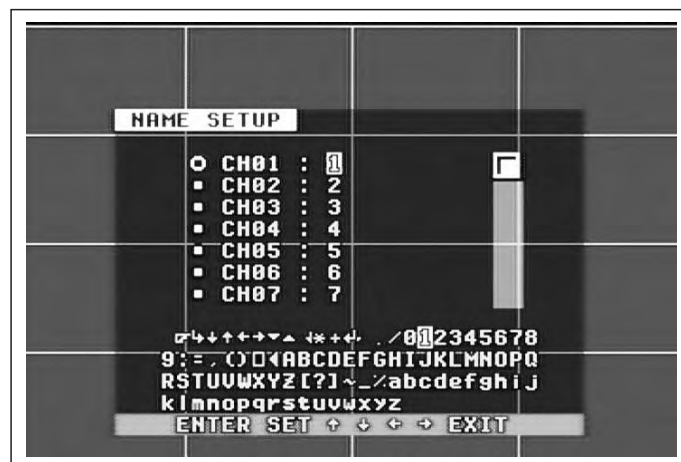 NAME SETUP
CH01 : 1
CH02 : 2
CH03 : 3
CH04 : 4
CH05 : 5
CH06 : 6
CH07 : 7
./012345678
9:=,()□◀ABCDEFGHIJKLMNOPQ
RSTUVWXYZ[?]~_%abcdefghij
klmnopqrstuvwxyz
ENTER SET ↑ ↓ ← → EXIT